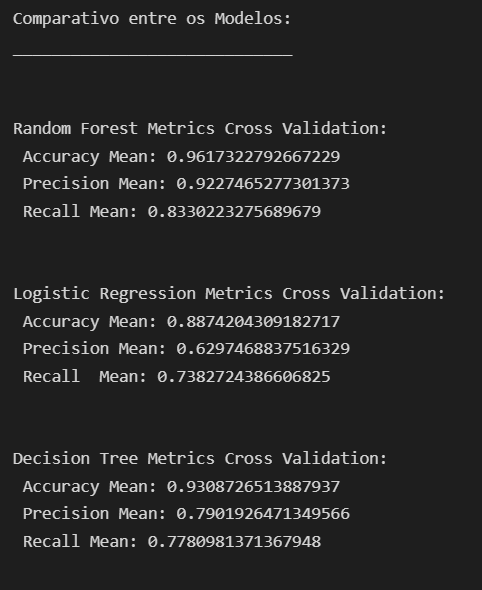 Comparativo entre os Modelos:
____________________________
Random Forest Metrics Cross Validation:
Accuracy Mean: 0.9617322792667229
Precision Mean: 0.9227465277301373
Recall Mean: 0.8330223275689679
Logistic Regression Metrics Cross Validation:
Accuracy Mean: 0.8874204309182717
Precision Mean: 0.6297468837516329
Recall  Mean: 0.7382724386606825
Decision Tree Metrics Cross Validation:
Accuracy Mean: 0.9308726513887937
Precision Mean: 0.7901926471349566
Recall Mean: 0.7780981371367948